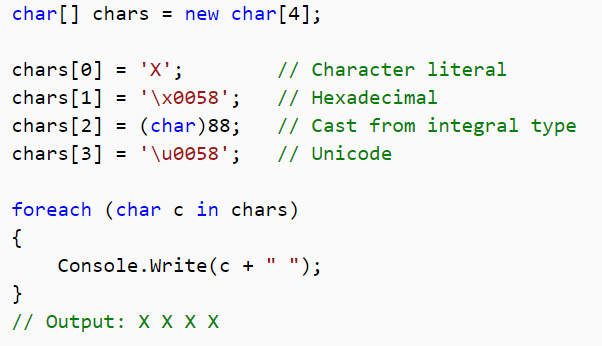 char[] chars = new char[4];

chars[0] = 'X';        // Character literal
chars[1] = '\x0058';   // Hexadecimal
chars[2] = (char)88;   // Cast from integral type
chars[3] = '\u0058';   // Unicode

foreach (char c in chars)
{
    Console.Write(c + " ");
}
// Output: X X X X